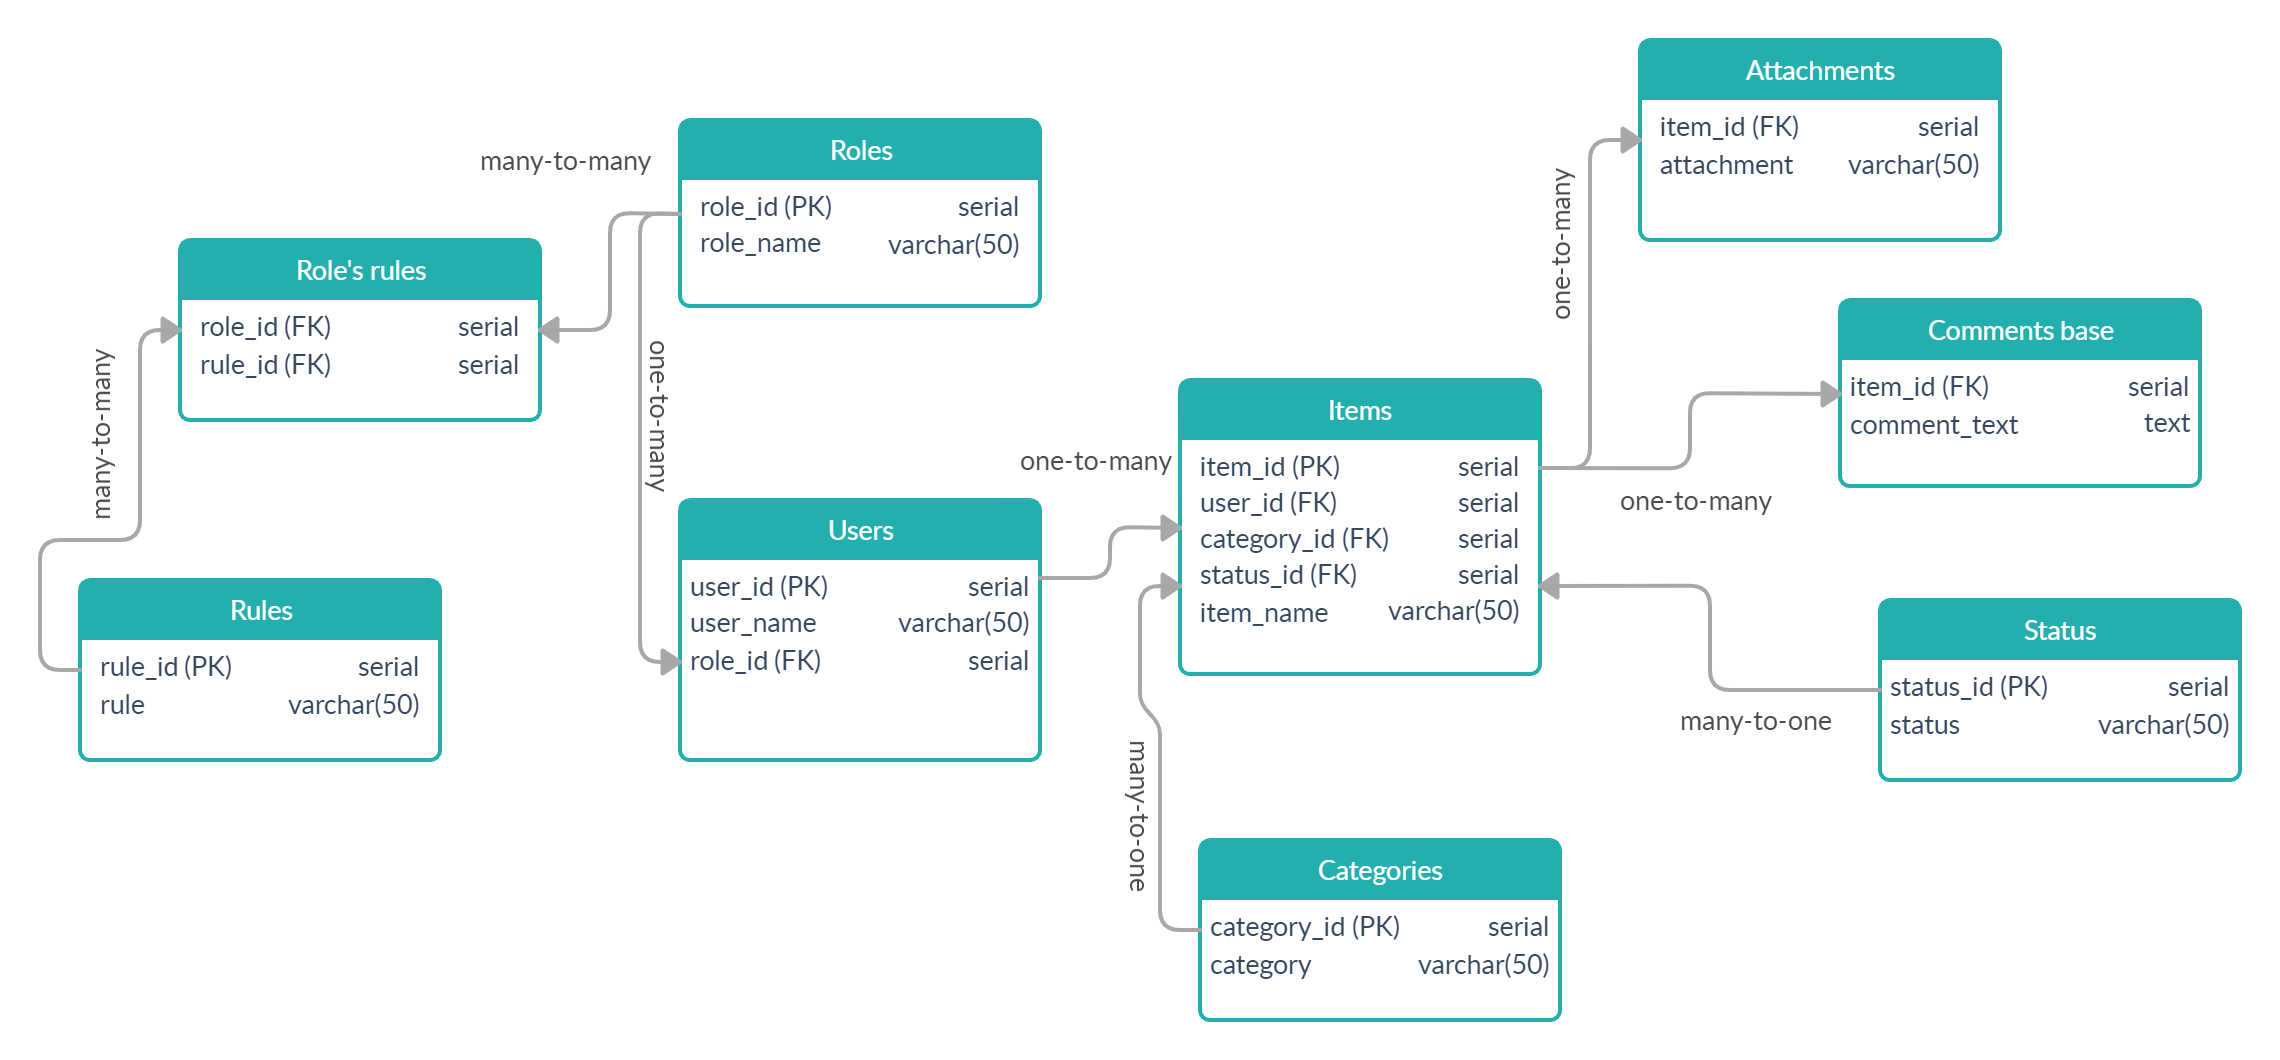 Attachments
item_id (FK) serial
attachment varchar(50)
many-to-many
Roles
role_id (PK) serial
role_name varchar(50)
one-to-many
Role's rules
role_id (FK) serial
rule_id (FK) serial
many-to-many
one-to-many
Comments base
item_id (FK) serial
comment_text text
one-to-many
Items
item_id (PK) serial
user_id (FK) serial
category_id (FK) serial
status_id (FK) serial
item_name varchar(50)
one-to-many
one-to-many
Users
user_id (PK) serial
user_name varchar(50)
role_id (FK) serial
Rules
rule_id (PK) serial
rule varchar(50)
Status
status_id (PK) serial
status varchar(50)
many-to-one
many-to-one
Categories
category_id (PK) serial
category varchar(50)